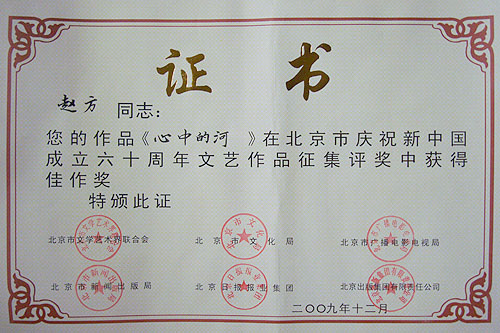 证书
赵方 同志：
您的作品《心中的河 》在北京市庆祝新中国
成立六十周年文艺作品征集评奖中获得
佳作奖
特颁此证
北京市文学艺术界联合会 北京市文化局 北京市广播电影电视局
北京市新闻出版局 北京日报报业集团 北京出版集团有限责任公司
二〇〇九年十二月